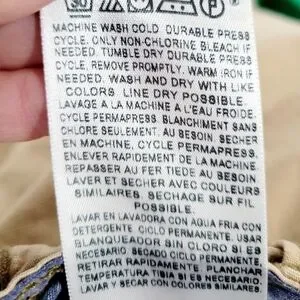 30
P
MACHINE WASH COLD DURABLE PRESS
CYCLE. ONLY NON-CHLORINE BLEACH IF
NEEDED. TUMBLE DRY DURABLE PRESS
CYCLE, REMOVE PROMPTLY. WARM IRON IF
NEEDED. WASH AND DRY WITH LIKE
COLORS. LINE DRY POSSIBLE.
LAVAGE A LA MACHINE A L'EAU FROIDE.
CYCLE PERMAPRESS. BLANCHIMENT SANS
CHLORE SEULEMENT. AU BESOIN SECHER
EN MACHINE, CYCLE PERMAPRESS.
ENLEVER RAPIDEMENT DE LA MACHINE.
REPASSER AU FER TIEDE AU BESOIN
LAVER ET SECHER AVEC COULEURS
SIMILAIRES. SECHAGE SUR FIL
POSSIBLE.
LAVAR EN LAVADORA CON AGUA FRIA CON
DETERGENTE. CICLO PERMANENTE. USAR
BLANQUEADOR SIN CLORO SI ES
NECESARIO. SECADO CICLO PERMANENTE.
RETIRAR RAPIDAMENTE. PLANCHAR
TEMPERATURA TIBIA SI ES NECESARIO.
LAVAR Y SECAR CON COLORES SIMILARES.